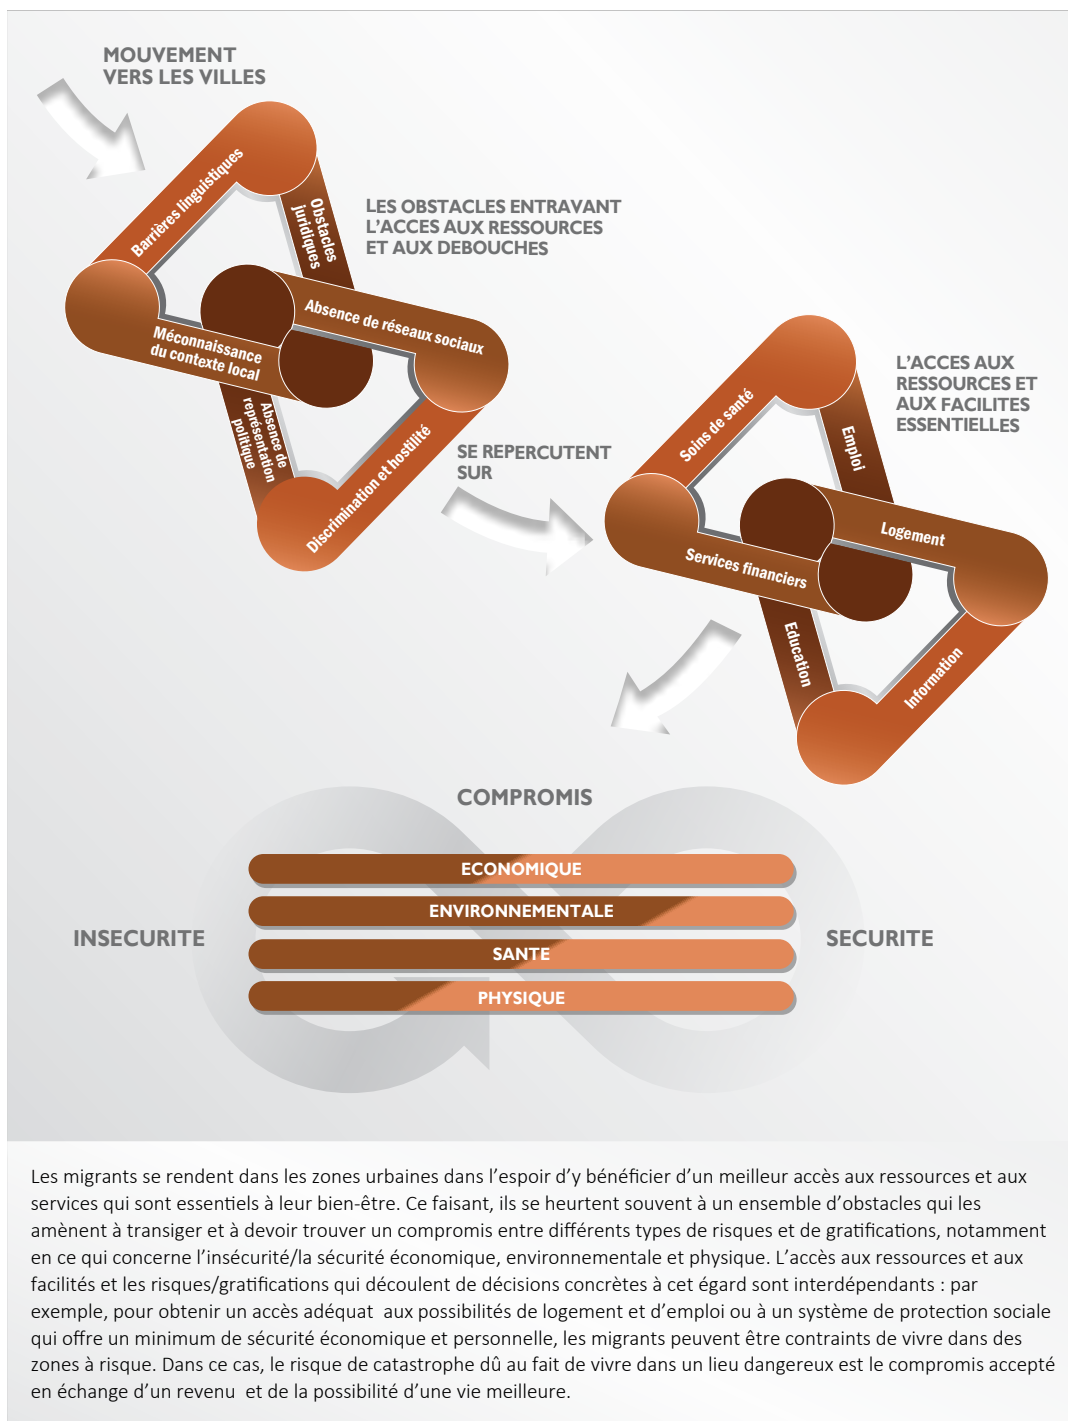 MOUVEMENT
VERS LES VILLES
Barrières linguistiques
Obstacles
juridiques
LES OBSTACLES ENTRAVANT
L’ACCES AUX RESSOURCES
ET AUX DEBOUCHES
Absence de réseaux sociaux
Méconnaissance
du contexte local
Absence de
représentation
politique
Discrimination et hostilité
SE REPERCUTENT
SUR
L’ACCES AUX
RESSOURCES ET
AUX FACILITES
ESSENTIELLES
Soins de santé
Emploi
Logement
Services financiers
Education
Information
COMPROMIS
INSECURITE
ECONOMIQUE
ENVIRONNEMENTALE
SANTE
PHYSIQUE
SECURITE
Les migrants se rendent dans les zones urbaines dans l’espoir d’y bénéficier d’un meilleur accès aux ressources et aux
services qui sont essentiels à leur bien-être. Ce faisant, ils se heurtent souvent à un ensemble d’obstacles qui les
amènent à transiger et à devoir trouver un compromis entre différents types de risques et de gratifications, notamment
en ce qui concerne l’insécurité/la sécurité économique, environnementale et physique. L’accès aux ressources et aux
facilités et les risques/gratifications qui découlent de décisions concrètes à cet égard sont interdépendants : par
exemple, pour obtenir un accès adéquat aux possibilités de logement et d’emploi ou à un système de protection sociale
qui offre un minimum de sécurité économique et personnelle, les migrants peuvent être contraints de vivre dans des
zones à risque. Dans ce cas, le risque de catastrophe dû au fait de vivre dans un lieu dangereux est le compromis accepté
en échange d’un revenu et de la possibilité d’une vie meilleure.